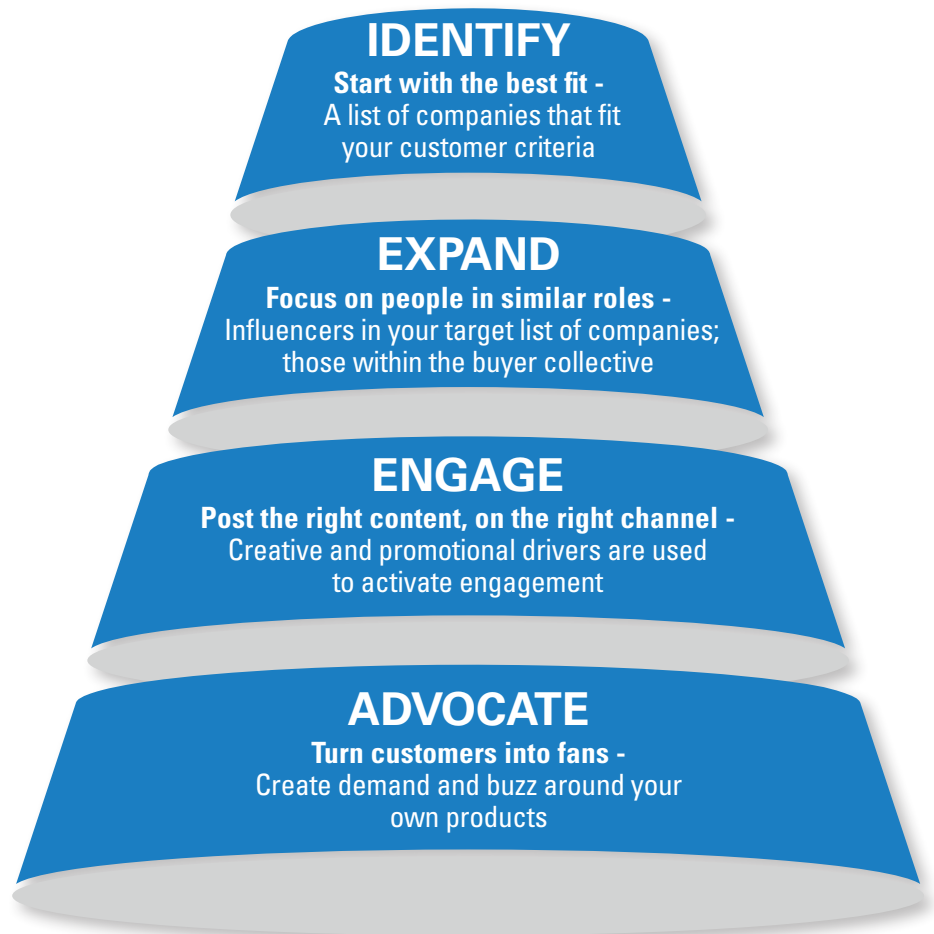 IDENTIFY
Start with the best fit -
A list of companies that fit
your customer criteria
EXPAND
Focus on people in similar roles -
Influencers in your target list of companies;
those within the buyer collective
ENGAGE
Post the right content, on the right channel -
Creative and promotional drivers are used
to activate engagement
ADVOCATE
Turn customers into fans -
Create demand and buzz around your
own products